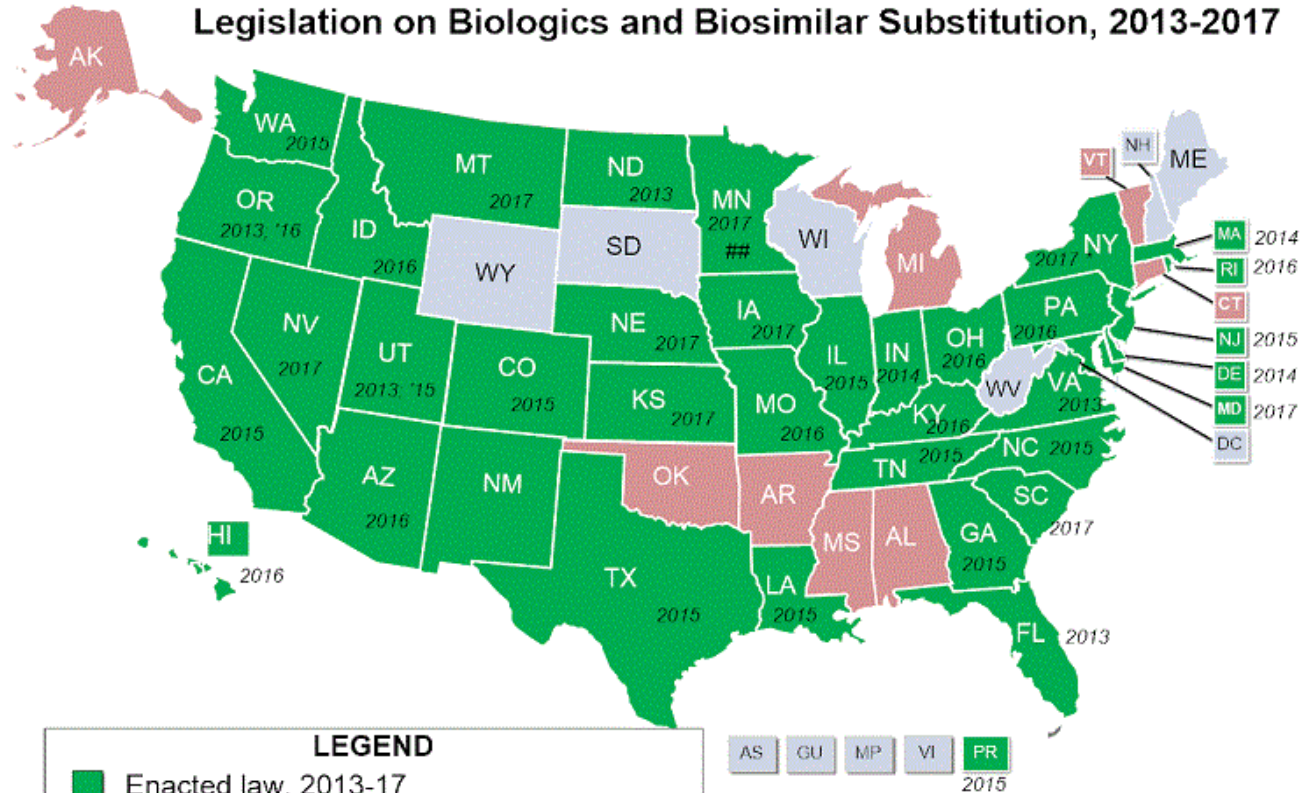 Legislation on Biologics and Biosimilar Substitution, 2013-2017
AK
WA
2015
MT
2017
ND
2013
MN
2017
##
VT
NH
ME
OR
2013, '16
ID
2016
WY
SD
WI
MI
NY
2017 *
MA 2014
RI 2016
CT
NJ 2015
DE 2014
MD 2017
DC
NV
2017
UT
2013, '15
CO
2015
NE
2017
IA
2017
IL
2015
IN
2014
OH
2016
PA
2016
WV
VA
2013
CA
2015
KS
2017
MO
2016
KY
2016
TN
2015
NC 2015
AZ
2016
NM
OK
AR
MS
AL
GA
2015
SC
2017
HI
2016
TX
2015
LA
2015
FL 2013
LEGEND
Enacted law, 2013-17
AS
GU
MP
VI
PR
2015